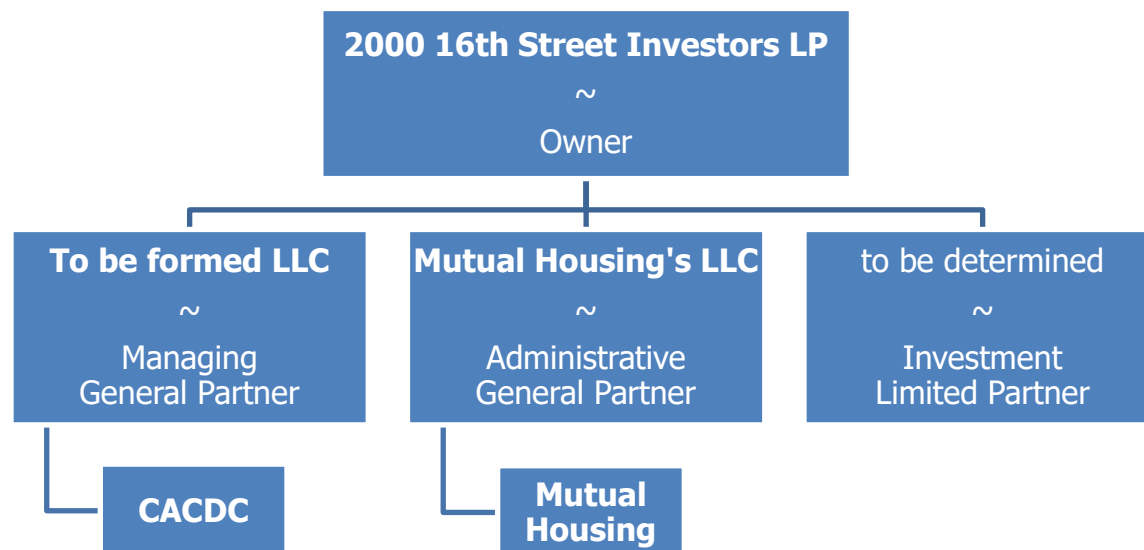 2000 16th Street Investors LP
~
Owner
To be formed LLC
~
Managing
General Partner
Mutual Housing's LLC
~
Administrative
General Partner
to be determined
~
Investment
Limited Partner
CACDC
Mutual
Housing